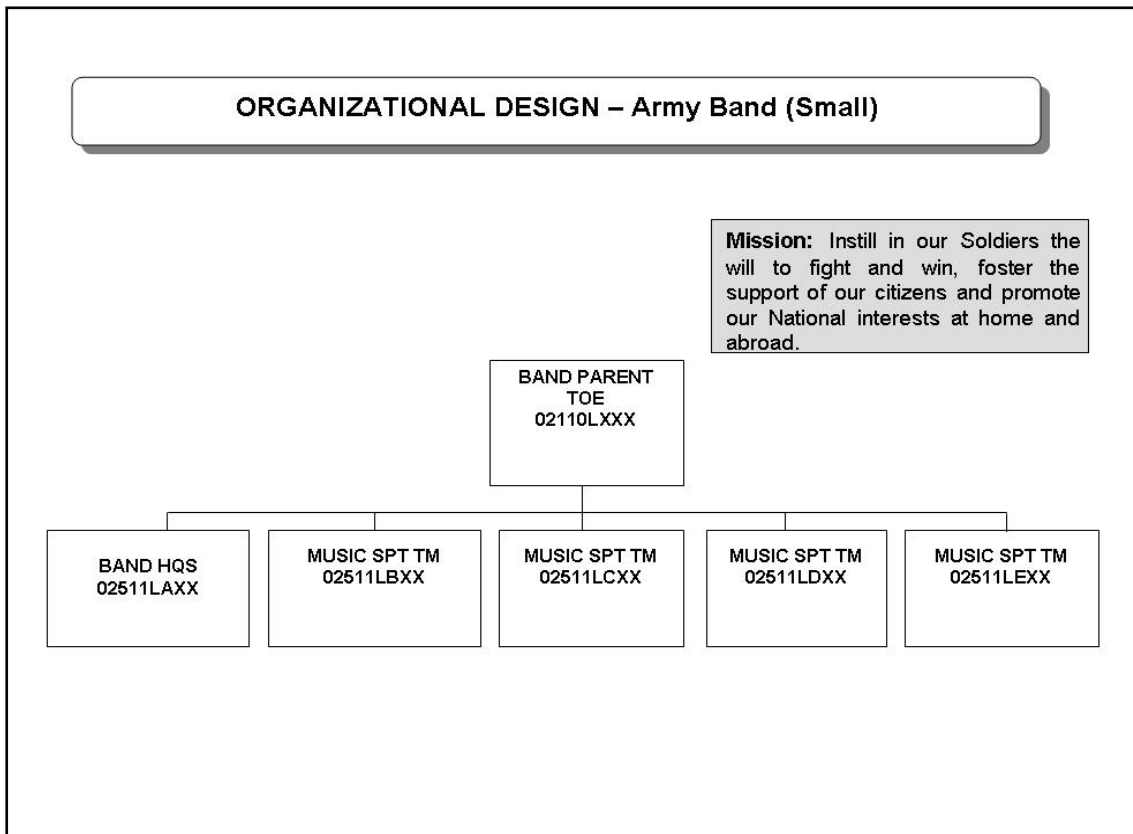 ORGANIZATIONAL DESIGN – Army Band (Small)
Mission: Instill in our Soldiers the
will to fight and win, foster the
support of our citizens and promote
our National interests at home and
abroad.
BAND PARENT
TOE
02110LXXX
BAND HQS
02511LAXX
MUSIC SPT TM
02511LBXX
MUSIC SPT TM
02511LCXX
MUSIC SPT TM
02511LDXX
MUSIC SPT TM
02511LEXX